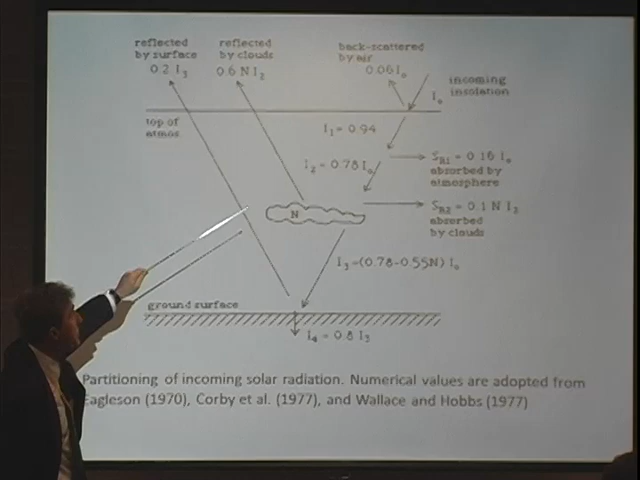 reflected by surface
0.2 I₃
reflected by clouds
0.6 N I₂
back-scattered by air
0.06 I₀
incoming insolation
I₀
top of atmos
I₁ = 0.94
I₂ = 0.78 I₀
S_R1 = 0.16 I₀
absorbed by atmosphere
N
S_R2 = 0.1 N I₂
absorbed by clouds
I₃=(0.78-0.55N) I₀
ground surface
I₄ = 0.8 I₃
Partitioning of incoming solar radiation. Numerical values are adopted from
Eagleson (1970), Corby et al. (1977), and Wallace and Hobbs (1977)